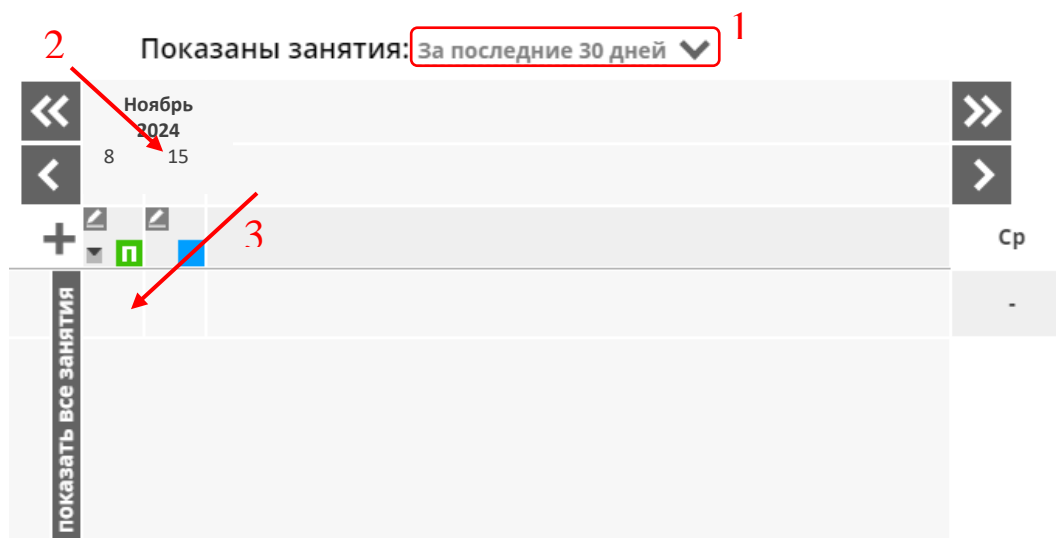 1
2
Показаны занятия: За последние 30 дней
Ноябрь
2024
8 15
3
П
Ср
-
показать все занятия